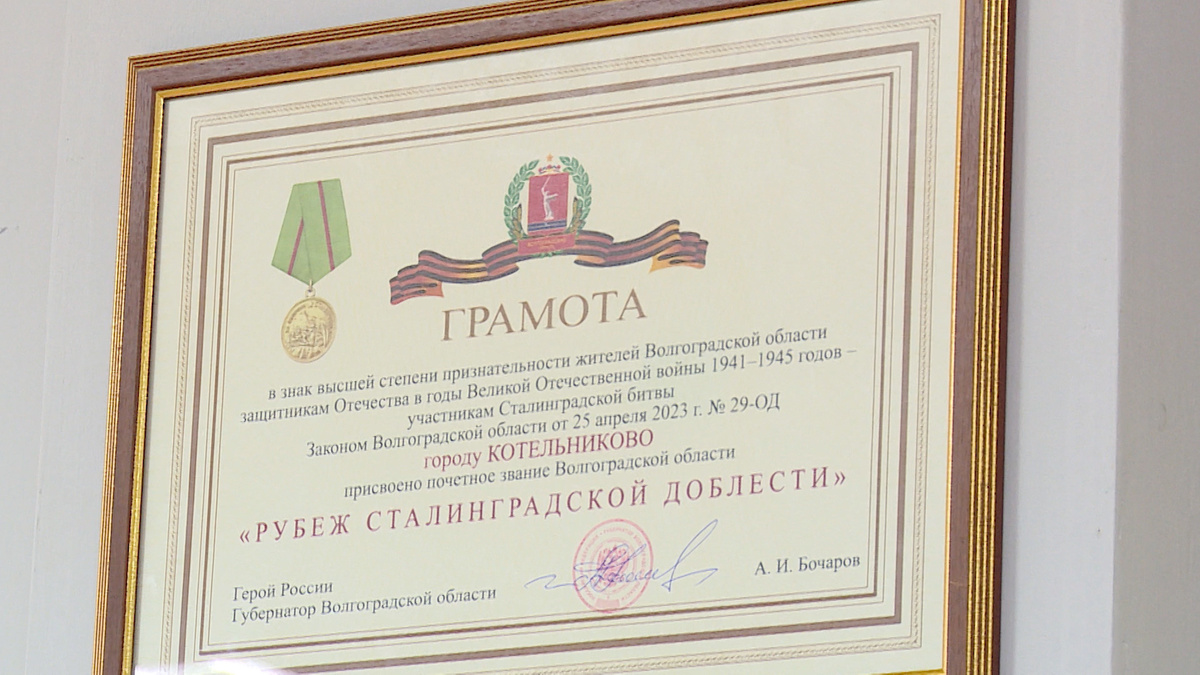 ГРАМОТА
в знак высшей степени признательности жителей Волгоградской области
защитникам Отечества в годы Великой Отечественной войны 1941–1945 годов –
участникам Сталинградской битвы
Законом Волгоградской области от 25 апреля 2023 г. № 29-ОД
городу КОТЕЛЬНИКОВО
присвоено почетное звание Волгоградской области
«РУБЕЖ СТАЛИНГРАДСКОЙ ДОБЛЕСТИ»
Герой России
Губернатор Волгоградской области
А. И. Бочаров